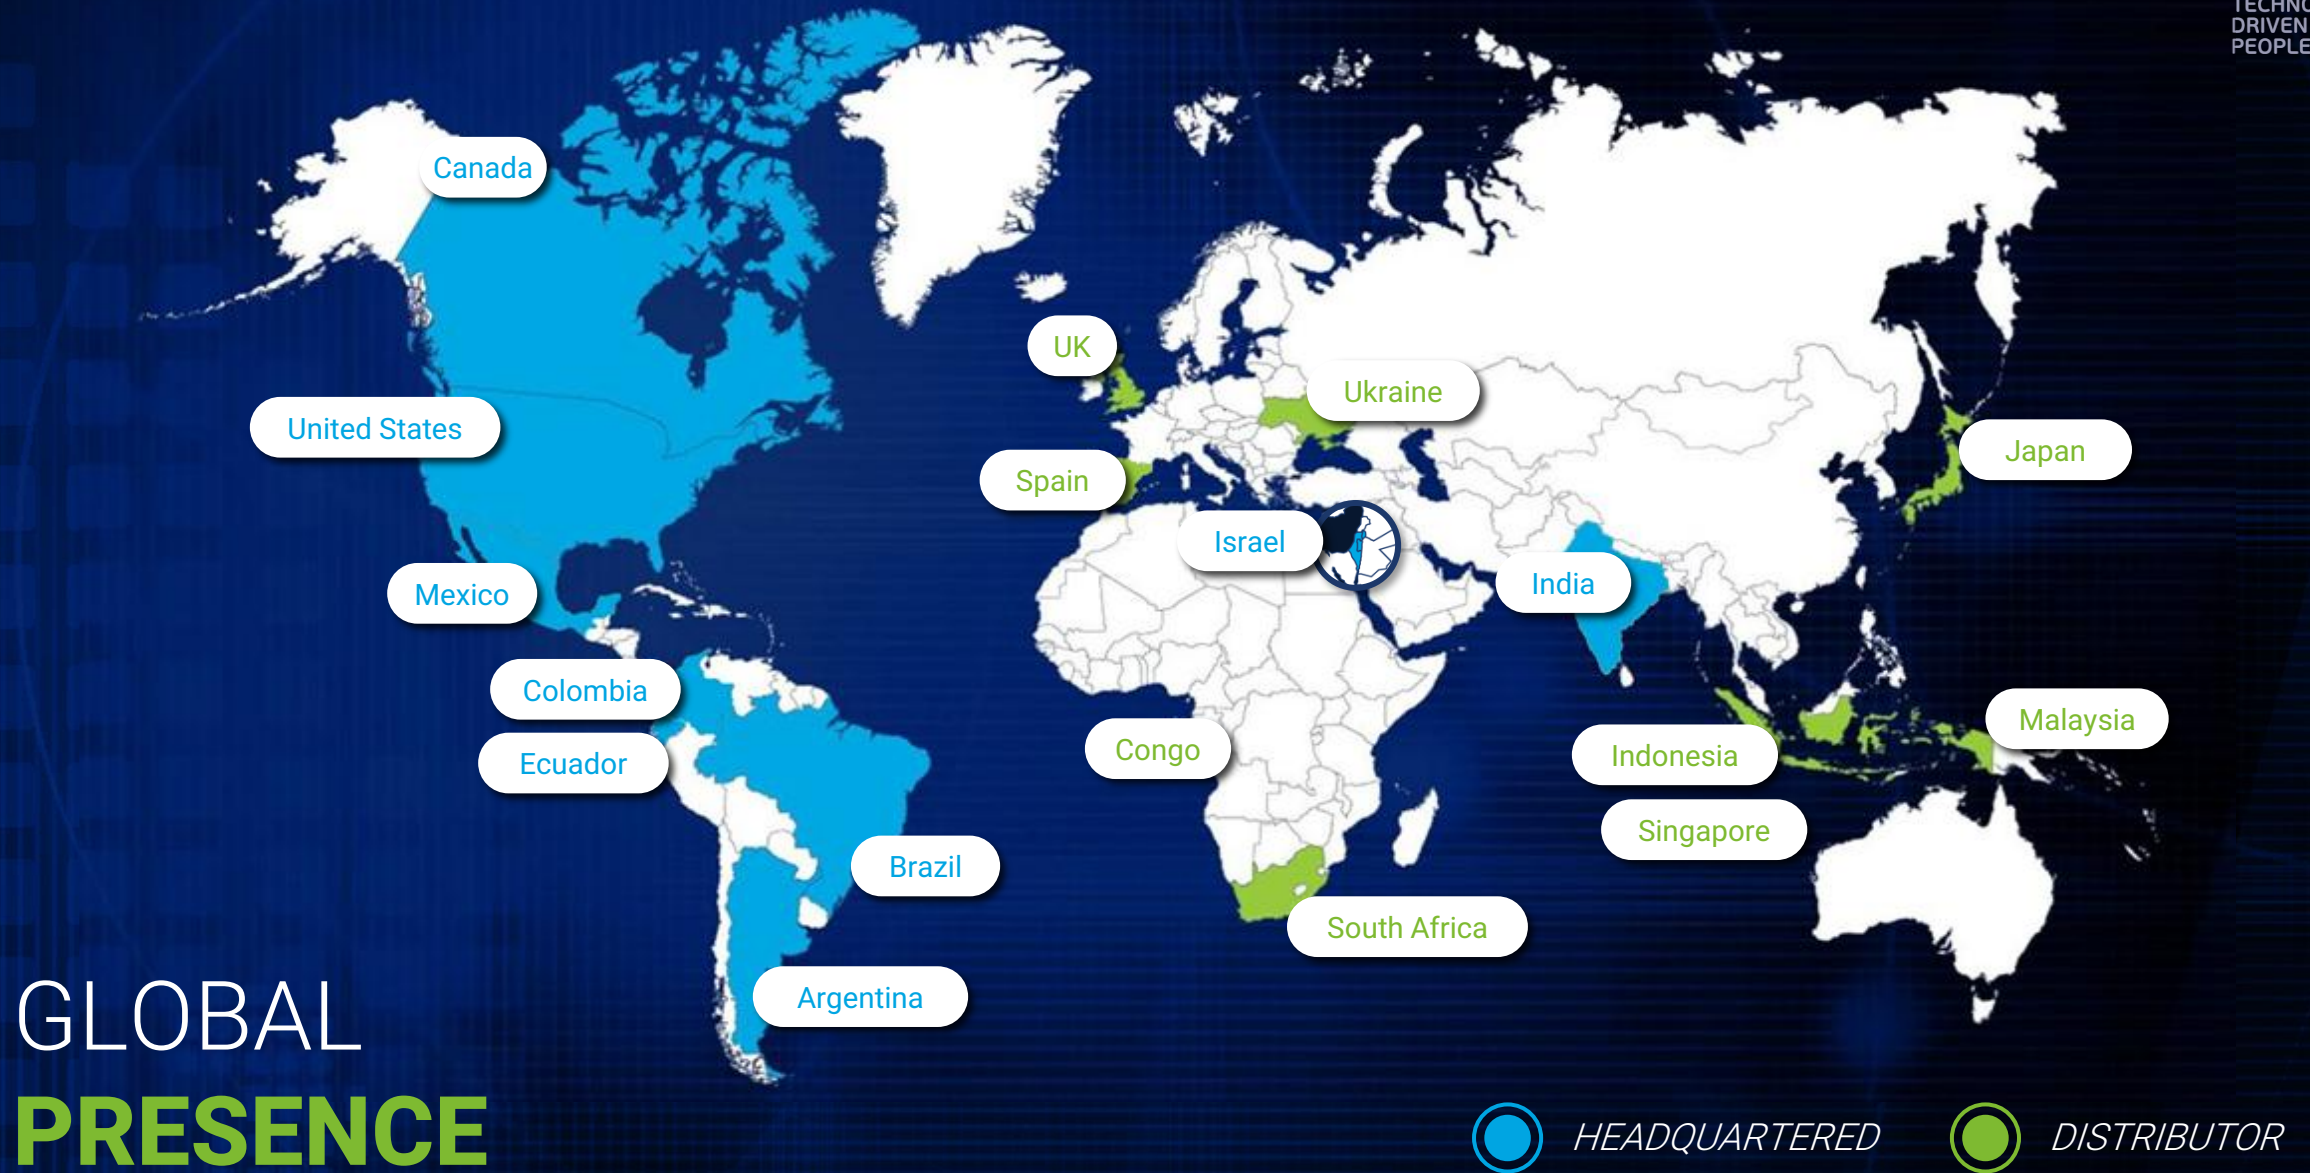 DRIVEN
PEOPLE
Canada
UK
Ukraine
United States
Japan
Spain
Israel
India
Mexico
Colombia
Malaysia
Congo
Indonesia
Ecuador
Singapore
Brazil
South Africa
Argentina
GLOBAL
PRESENCE
HEADQUARTERED
DISTRIBUTOR